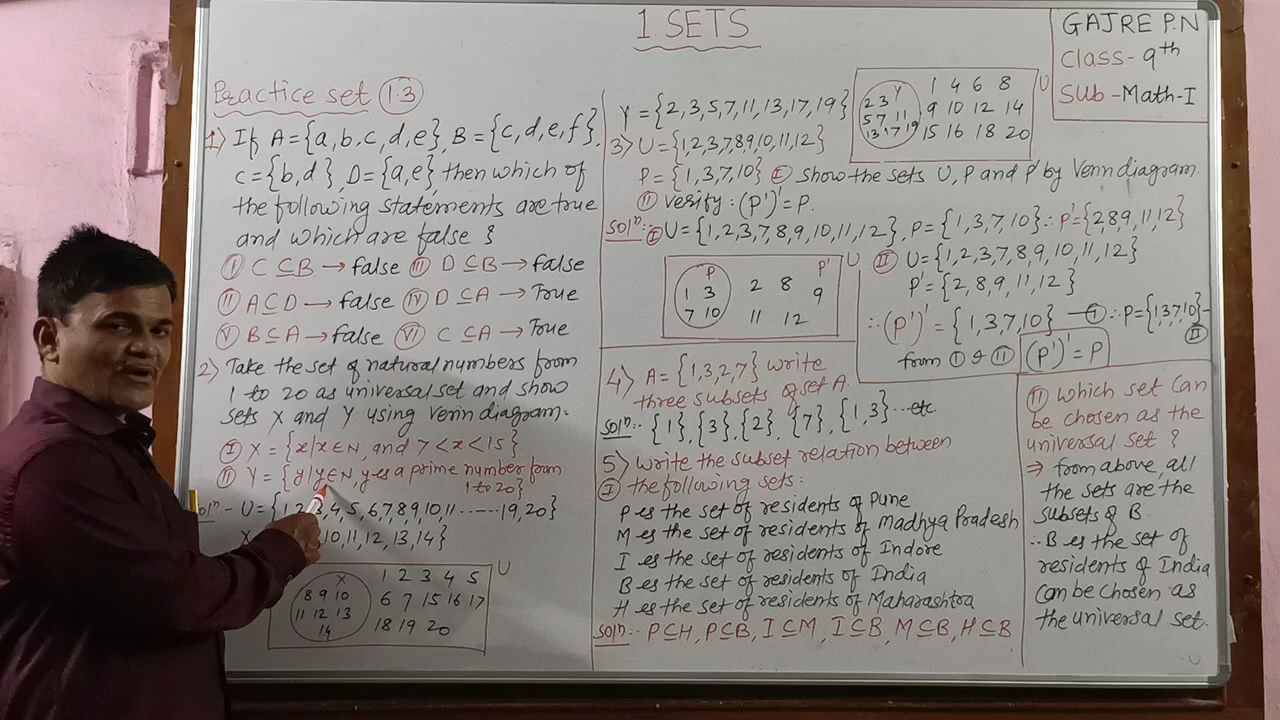 1. SETS
GAJRE P.N
Class- 9th
Sub -Math-I
Practice set 1.3
1) If A = {a, b, c, d, e}, B = {c, d, e, f},
C = {b, d}, D = {a, e} then which of
the following statements are true
and which are false ?
I C ⊆ B → false III D ⊆ B → false
II A ⊆ D → false IV D ⊆ A → True
V B ⊆ A → false VI C ⊆ A → True
2) Take the set of natural numbers from
1 to 20 as universal set and show
sets X and Y using Venn diagram.
I X = {x|x ∈ N, and 7 < x < 15}
II Y = {y|y ∈ N, y es a prime number from
1 to 20}
U = {1, 2, 3, 4, 5, 6, 7, 8, 9, 10, 11 ...... 19, 20}
X 10, 11, 12, 13, 14}
U
X 1 2 3 4 5
8 9 10 6 7 15 16 17
11 12 13
14 18 19 20
Y = {2, 3, 5, 7, 11, 13, 17, 19}
U
Y 1 4 6 8
2 3 9 10 12 14
5 7 11
13 17 19 15 16 18 20
3) U = {1, 2, 3, 7, 8, 9, 10, 11, 12}
P = {1, 3, 7, 10} I Show the sets U, P and P' by Venn diagram.
II verify : (P')' = P.
Solⁿ:- I U = {1, 2, 3, 7, 8, 9, 10, 11, 12}, P = {1, 3, 7, 10} ∴ P' = {2, 8, 9, 11, 12}
U
P P'
1 3 2 8 9
7 10 11 12
II U = {1, 2, 3, 7, 8, 9, 10, 11, 12}
P' = {2, 8, 9, 11, 12}
∴ (P')' = {1, 3, 7, 10} — I ∴ P = {1,3,7,10} - II
from I & II (P')' = P
4) A = {1, 3, 2, 7} write
three subsets of set A.
Solⁿ:- {1}, {3}, {2}, {7}, {1, 3} ... etc.
5) Write the subset relation between
I the following sets :
P es the set of residents of Pune
M es the set of residents of Madhya Pradesh
I es the set of residents of Indore
B es the set of residents of India
H es the set of residents of Maharashtra
Solⁿ:- P ⊆ H, P ⊆ B, I ⊆ M, I ⊆ B, M ⊆ B, H ⊆ B
II Which set can
be chosen as the
universal set ?
⇒ from above, all
the sets are the
subsets of B.
∴ B es the set of
residents of India
can be chosen as
the universal set.